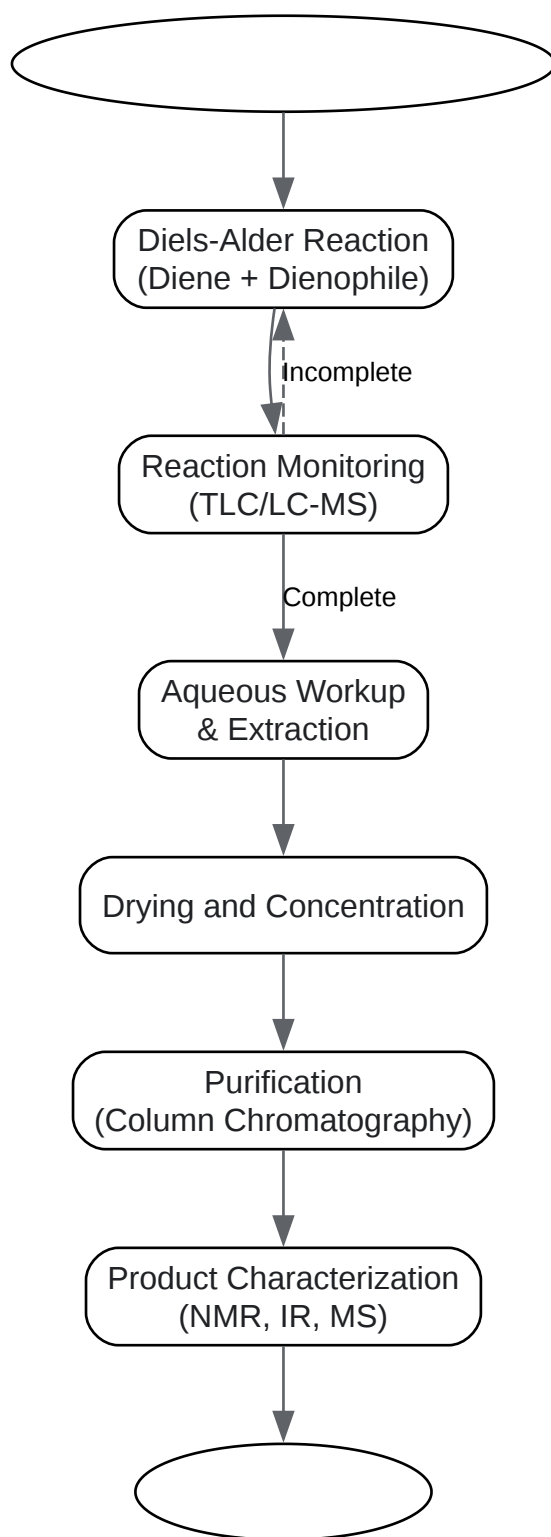 Diels-Alder Reaction
(Diene + Dienophile)
Incomplete
Reaction Monitoring
(TLC/LC-MS)
Complete
Aqueous Workup
& Extraction
Drying and Concentration
Purification
(Column Chromatography)
Product Characterization
(NMR, IR, MS)